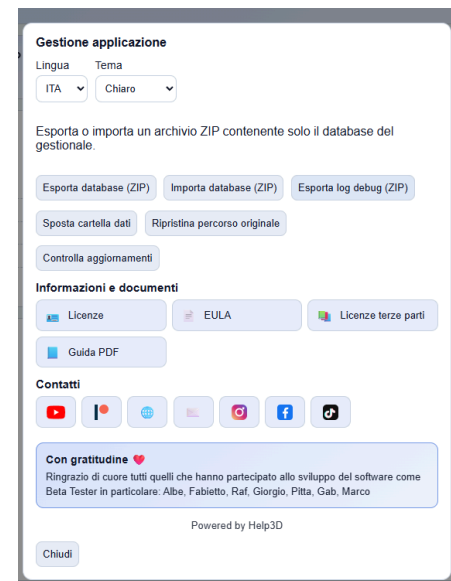 Gestione applicazione
Lingua Tema
ITA Chiaro
Esporta o importa un archivio ZIP contenente solo il database del
gestionale.
Esporta database (ZIP) Importa database (ZIP) Esporta log debug (ZIP)
Sposta cartella dati Ripristina percorso originale
Controlla aggiornamenti
Informazioni e documenti
Licenze EULA Licenze terze parti
Guida PDF
Contatti
Con gratitudine
Ringrazio di cuore tutti quelli che hanno partecipato allo sviluppo del software come
Beta Tester in particolare: Albe, Fabietto, Raf, Giorgio, Pitta, Gab, Marco
Powered by Help3D
Chiudi